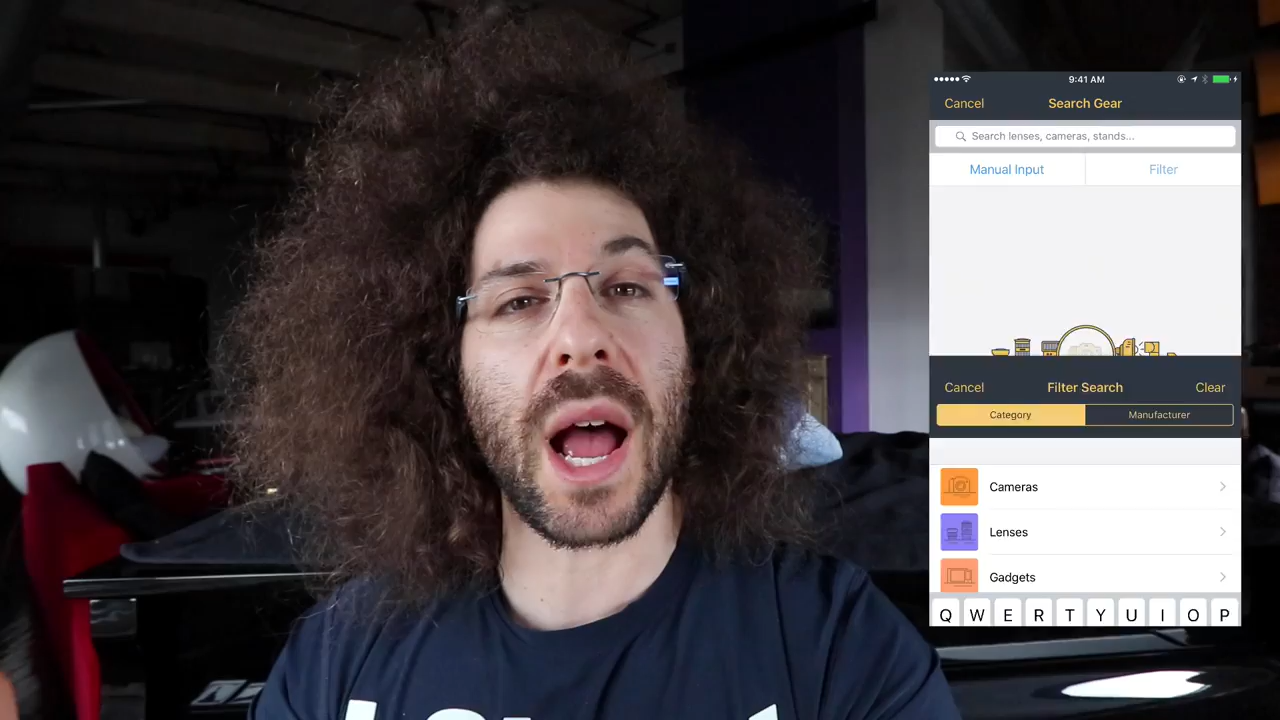 9:41 AM
Cancel Search Gear
Search lenses, cameras, stands...
Manual Input Filter
Cancel Filter Search Clear
Category Manufacturer
Cameras
Lenses
Gadgets
Q W E R T Y U I O P